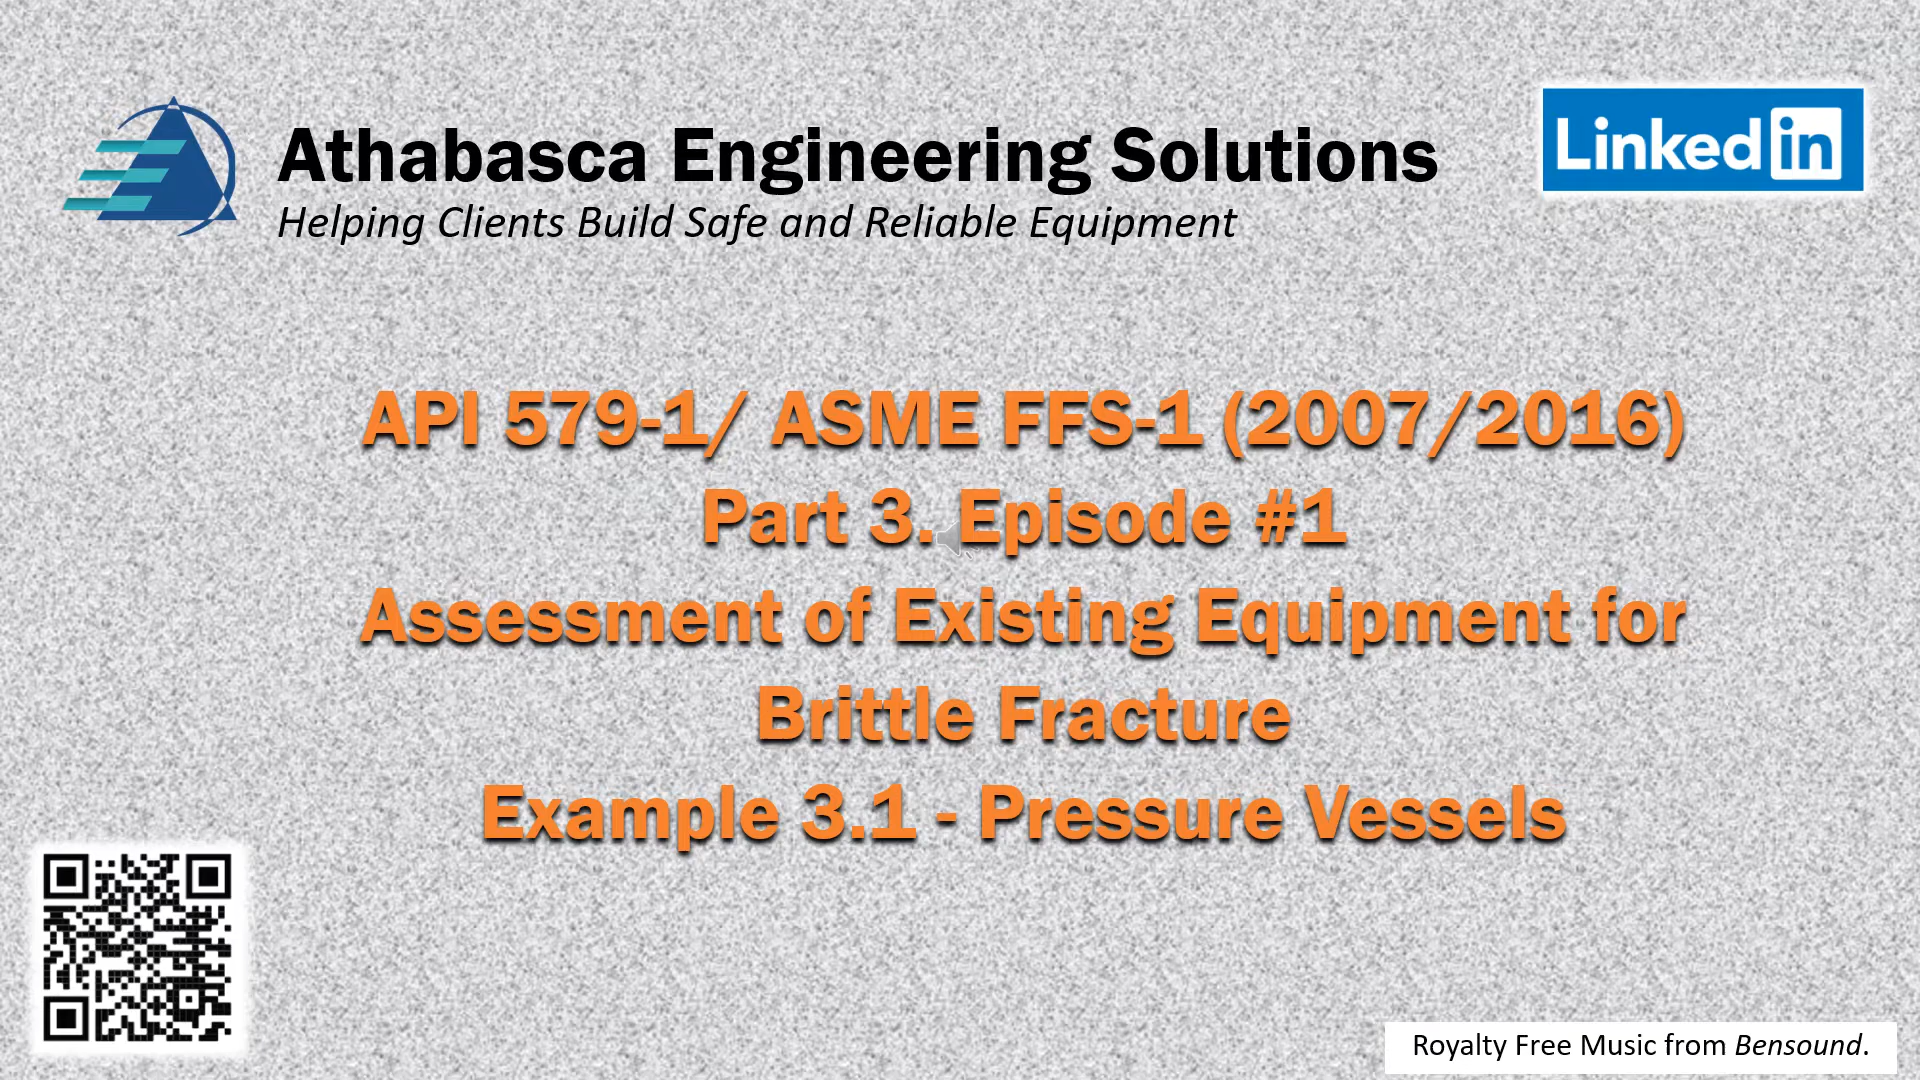 Athabasca Engineering Solutions
Helping Clients Build Safe and Reliable Equipment
Linked in
API 579-1/ ASME FFS-1 (2007/2016)
Part 3. Episode #1
Assessment of Existing Equipment for
Brittle Fracture
Example 3.1 - Pressure Vessels
Royalty Free Music from Bensound.